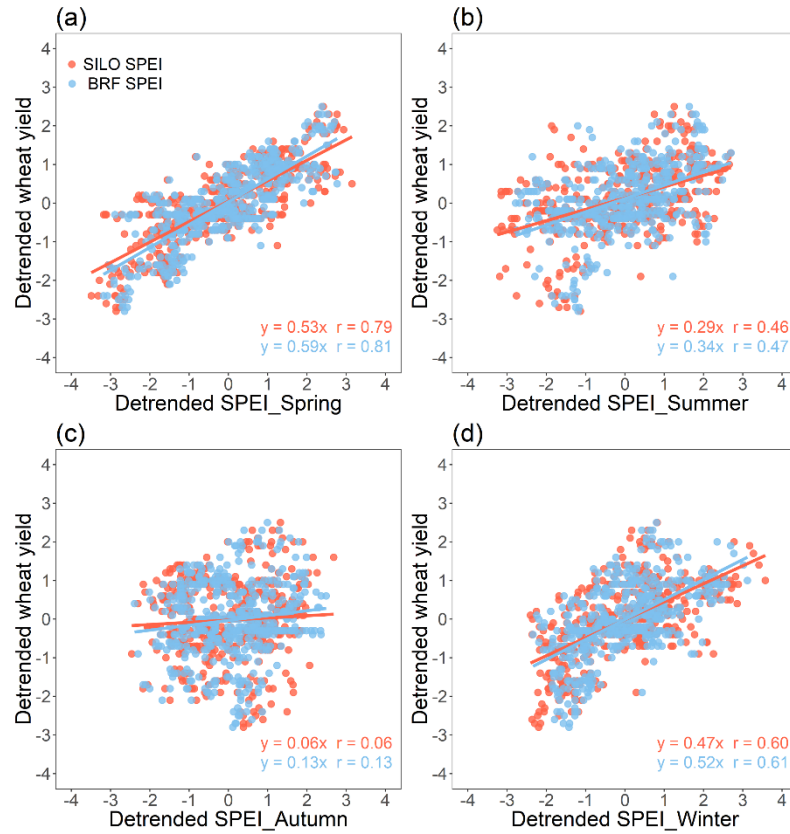 (a)
4
3
2
1
0
-1
-2
-3
-4
Detrended wheat yield
SILO SPEI
BRF SPEI
y = 0.53x r = 0.79
y = 0.59x r = 0.81
-4 -3 -2 -1 0 1 2 3 4
Detrended SPEI_Spring
(b)
4
3
2
1
0
-1
-2
-3
-4
Detrended wheat yield
y = 0.29x r = 0.46
y = 0.34x r = 0.47
-4 -3 -2 -1 0 1 2 3 4
Detrended SPEI_Summer
(c)
4
3
2
1
0
-1
-2
-3
-4
Detrended wheat yield
y = 0.06x r = 0.06
y = 0.13x r = 0.13
-4 -3 -2 -1 0 1 2 3 4
Detrended SPEI_Autumn
(d)
4
3
2
1
0
-1
-2
-3
-4
Detrended wheat yield
y = 0.47x r = 0.60
y = 0.52x r = 0.61
-4 -3 -2 -1 0 1 2 3 4
Detrended SPEI_Winter